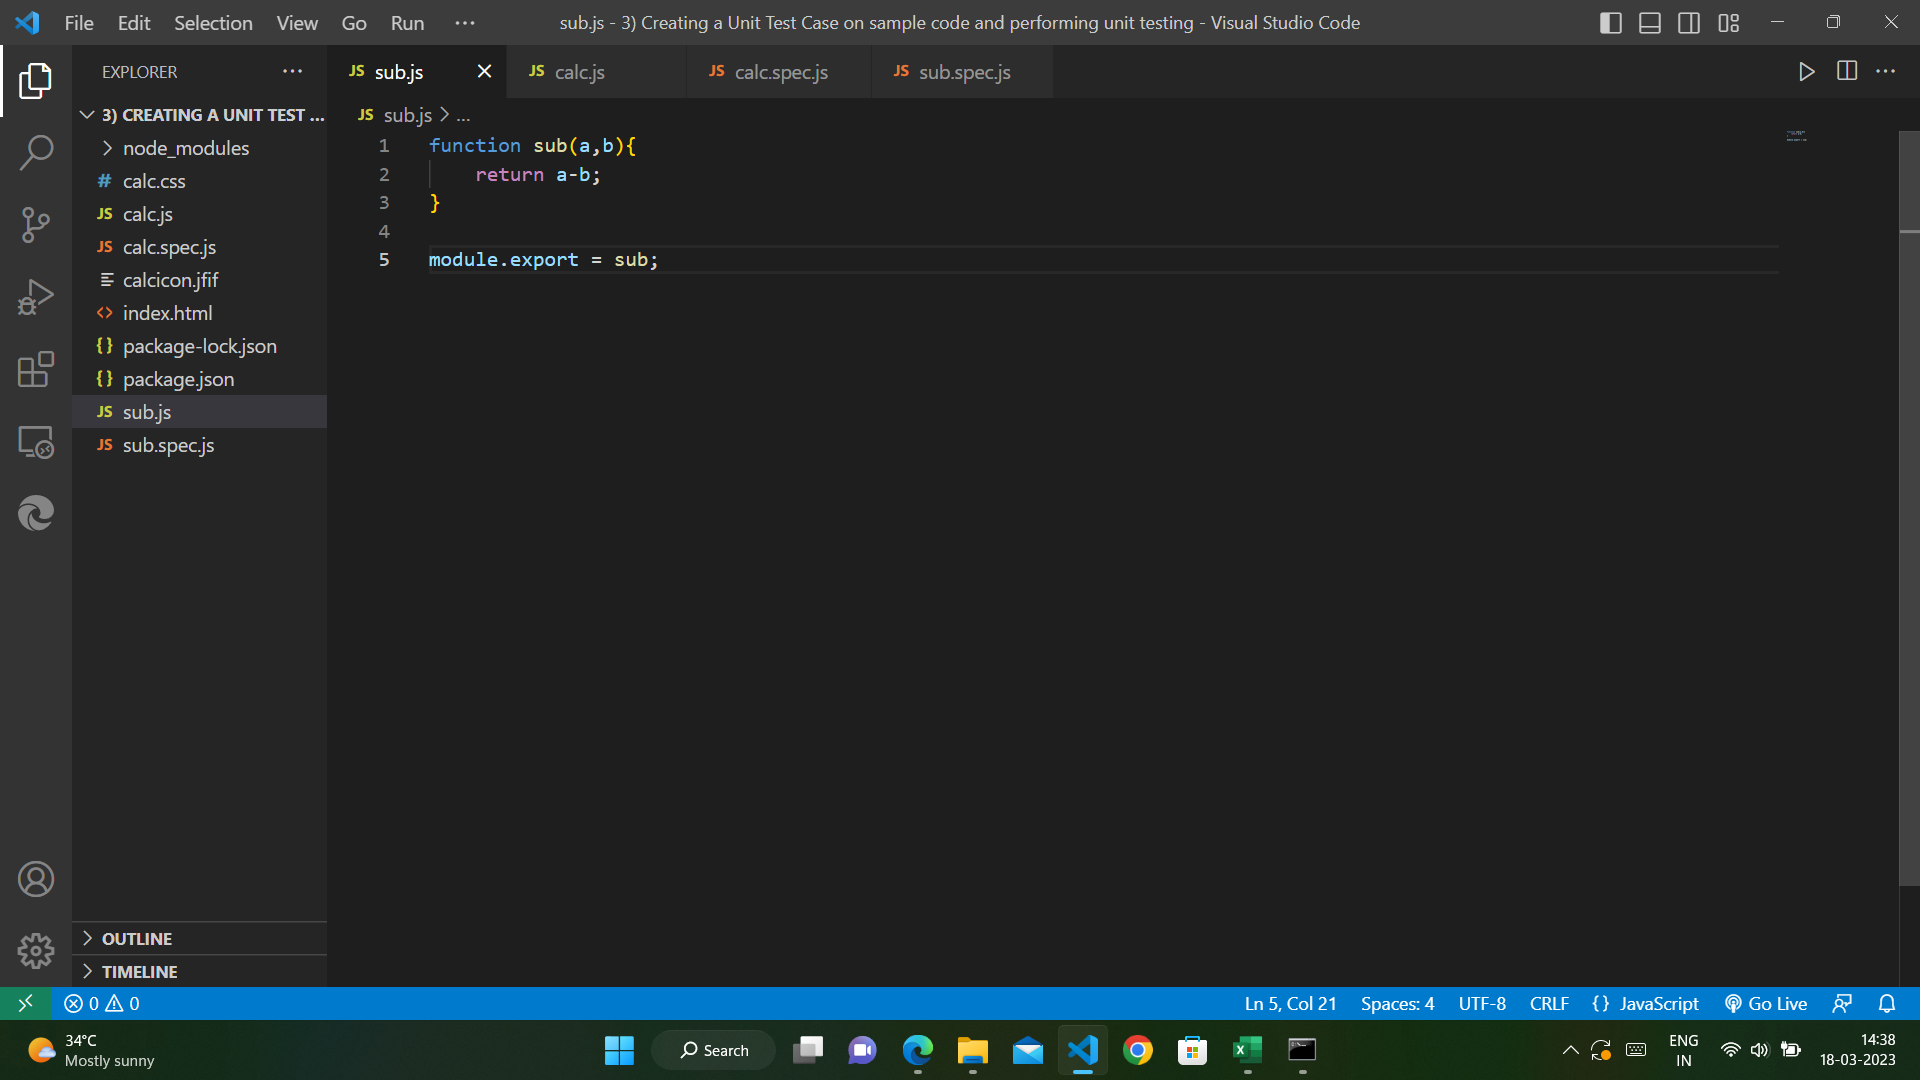 File Edit Selection View Go Run ···
sub.js - 3) Creating a Unit Test Case on sample code and performing unit testing - Visual Studio Code
EXPLORER ···
3) CREATING A UNIT TEST ...
node_modules
# calc.css
JS calc.js
JS calc.spec.js
calcicon.jfif
<> index.html
{} package-lock.json
{} package.json
JS sub.js
JS sub.spec.js
OUTLINE
TIMELINE
JS sub.js
JS calc.js
JS calc.spec.js
JS sub.spec.js
JS sub.js > ...
1 function sub(a,b){
2     return a-b;
3 }
4
5 module.export = sub;
0 0
Ln 5, Col 21 Spaces: 4 UTF-8 CRLF {} JavaScript Go Live
34°C
Mostly sunny
Search
ENG
IN
14:38
18-03-2023